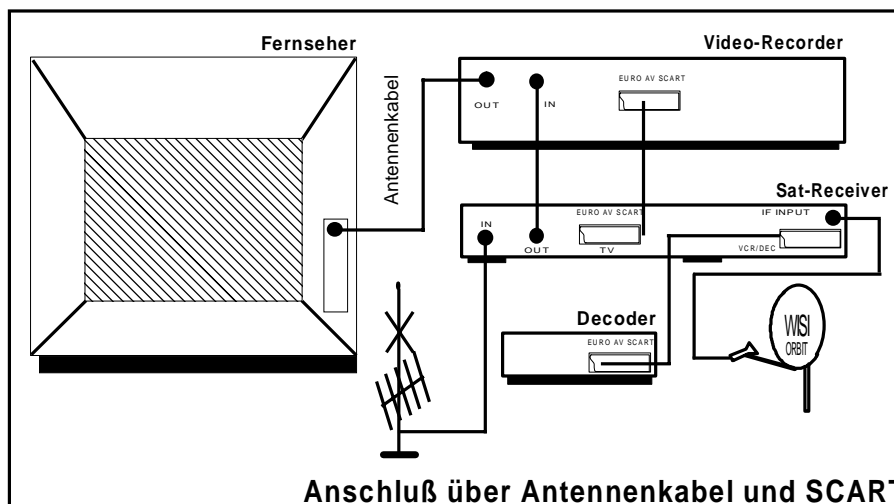 Fernseher
Video-Recorder
Antennenkabel
EURO AV SCART
OUT
IN
Sat-Receiver
IN
EURO AV SCART
IF INPUT
OUT
TV
VCR/DEC
Decoder
EURO AV SCART
WISI
ORBIT
Anschluß über Antennenkabel und SCART